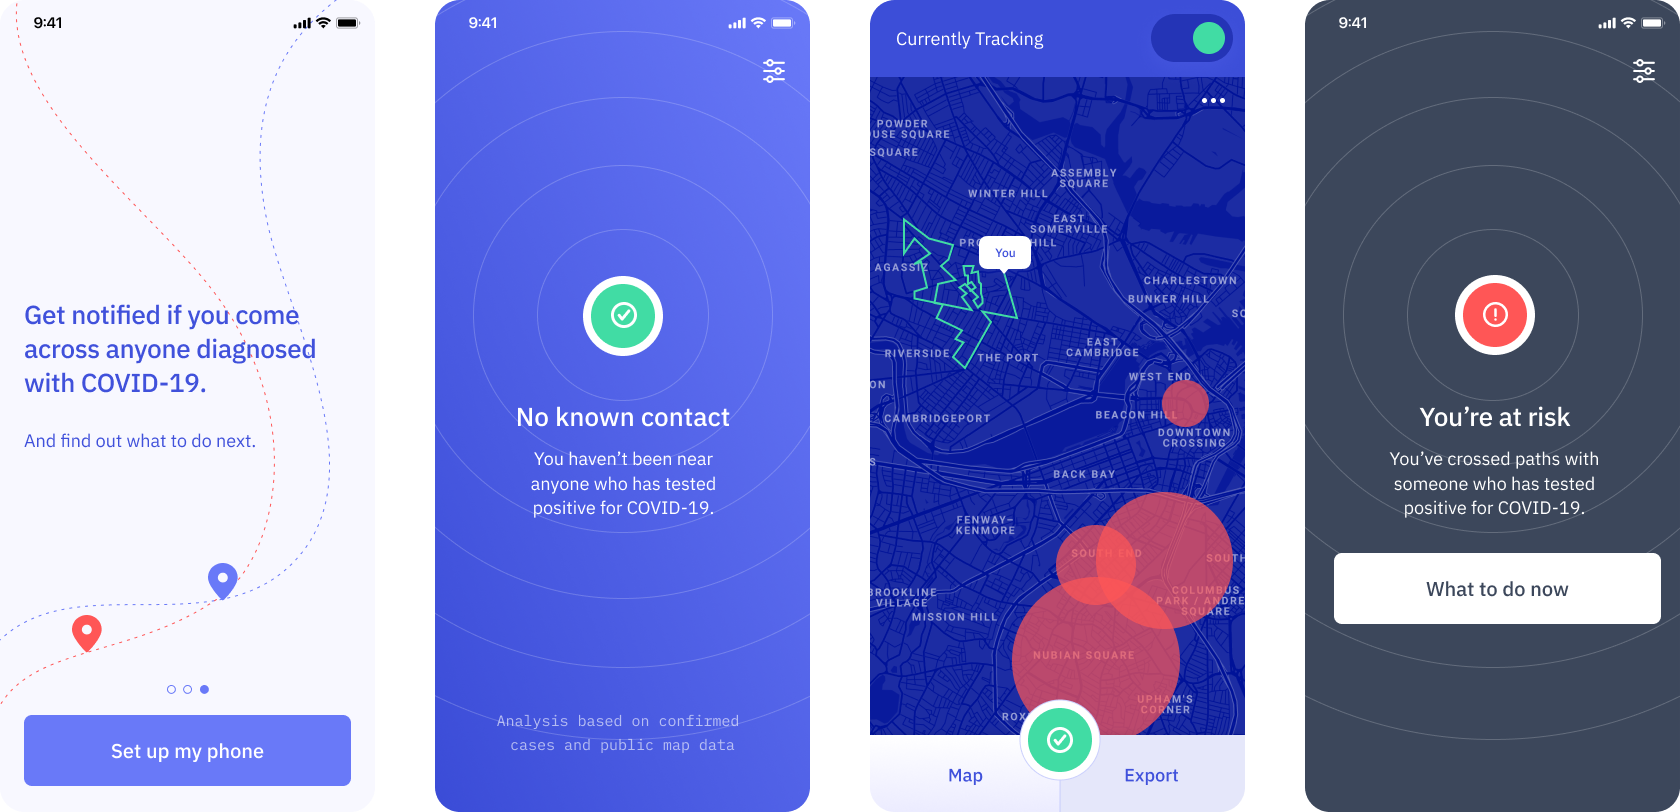 9:41
Get notified if you come
across anyone diagnosed
with COVID-19.
And find out what to do next.
Set up my phone
9:41
No known contact
You haven't been near
anyone who has tested
positive for COVID-19.
Analysis based on confirmed
cases and public map data
Currently Tracking
POWDER
USE SQUARE
SQUARE
ASSEMBLY
SQUARE
WINTER HILL
EAST
SOMERVILLE
HILL
You
AGASSIZ
CHARLESTOWN
BUNKER HILL
RIVERSIDE
THE PORT
EAST
CAMBRIDGE
WEST END
ON
CAMBRIDGEPORT
BEACON HILL
DOWNTOWN
CROSSING
BACK BAY
FENWAY–
KENMORE
SOUTH END
SOUTH
BROOKLINE
VILLAGE
COLUMBUS
PARK / ANDRE
SQUARE
MISSION HILL
NUBIAN SQUARE
UPHAM'S
CORNER
ROX
Map
Export
9:41
You're at risk
You've crossed paths with
someone who has tested
positive for COVID-19.
What to do now